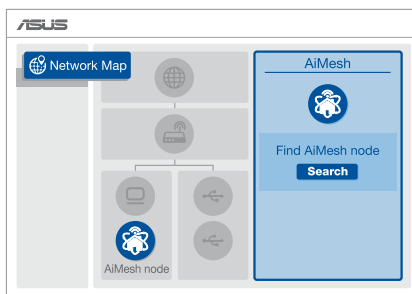 ASUS
Network Map
AiMesh
Find AiMesh node
Search
AiMesh node